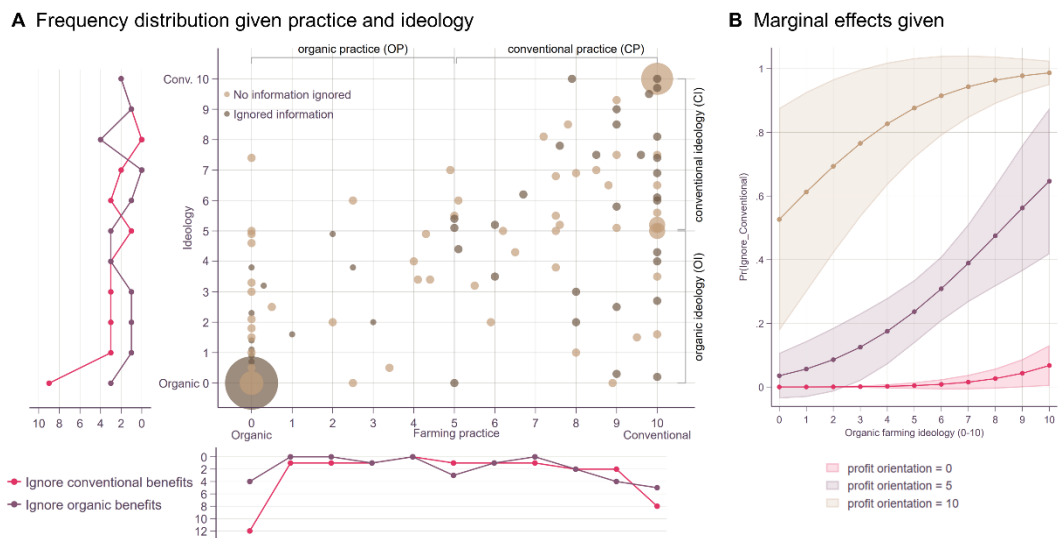 A Frequency distribution given practice and ideology
organic practice (OP)
conventional practice (CP)
Conv. 10
9
8
7
6
5
4
3
2
1
Organic 0
Ideology
No information ignored
Ignored information
conventional ideology (CI)
organic ideology (OI)
10 8 6 4 2 0
0 1 2 3 4 5 6 7 8 9 10
Organic Farming practice Conventional
0
2
4
6
8
10
12
Ignore conventional benefits
Ignore organic benefits
B Marginal effects given
1
.8
.6
.4
.2
0
Pr(Ignore_Conventional)
0 1 2 3 4 5 6 7 8 9 10
Organic farming ideology (0-10)
profit orientation = 0
profit orientation = 5
profit orientation = 10